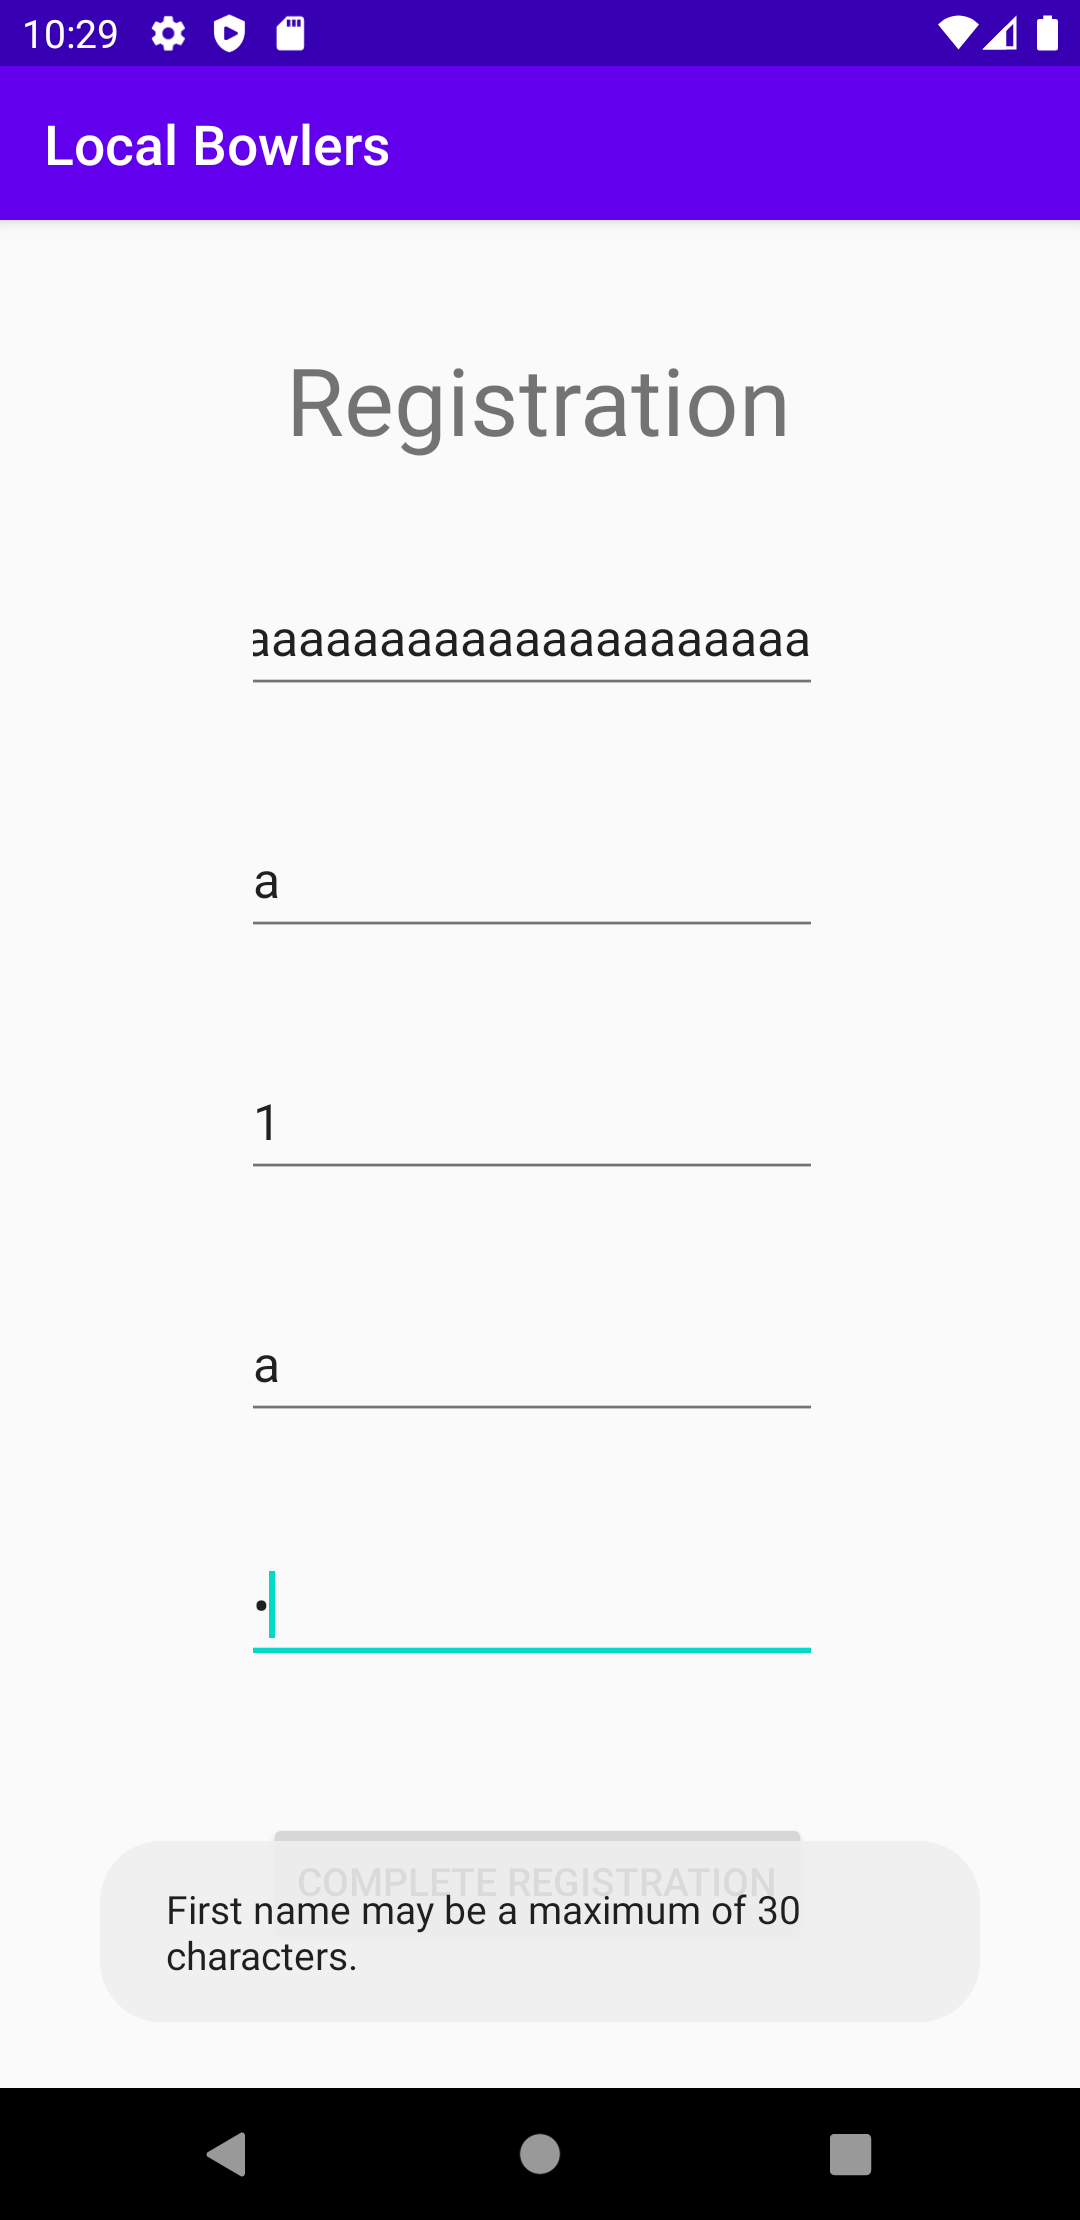 10:29
Local Bowlers
Registration
aaaaaaaaaaaaaaaaaaaaa
a
1
a
•
COMPLETE REGISTRATION
First name may be a maximum of 30
characters.